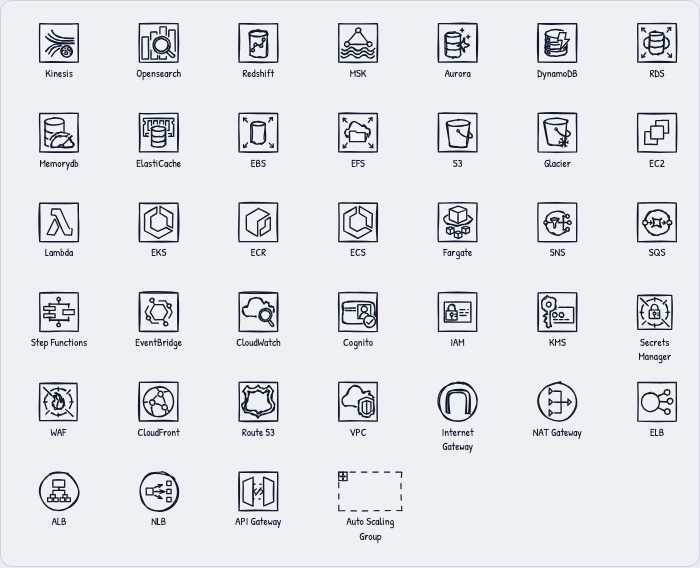 Kinesis
Opensearch
Redshift
MSK
Aurora
DynamoDB
RDS
Memorydb
ElastiCache
EBS
EFS
S3
Glacier
EC2
Lambda
EKS
ECR
ECS
Fargate
SNS
SQS
Step Functions
EventBridge
CloudWatch
Cognito
IAM
KMS
Secrets
Manager
WAF
CloudFront
Route 53
VPC
Internet
Gateway
NAT Gateway
ELB
ALB
NLB
API Gateway
Auto Scaling
Group